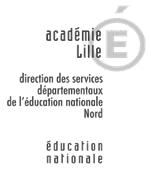 académie
Lille
direction des services
départementaux
de l'éducation nationale
Nord
éducation
nationale